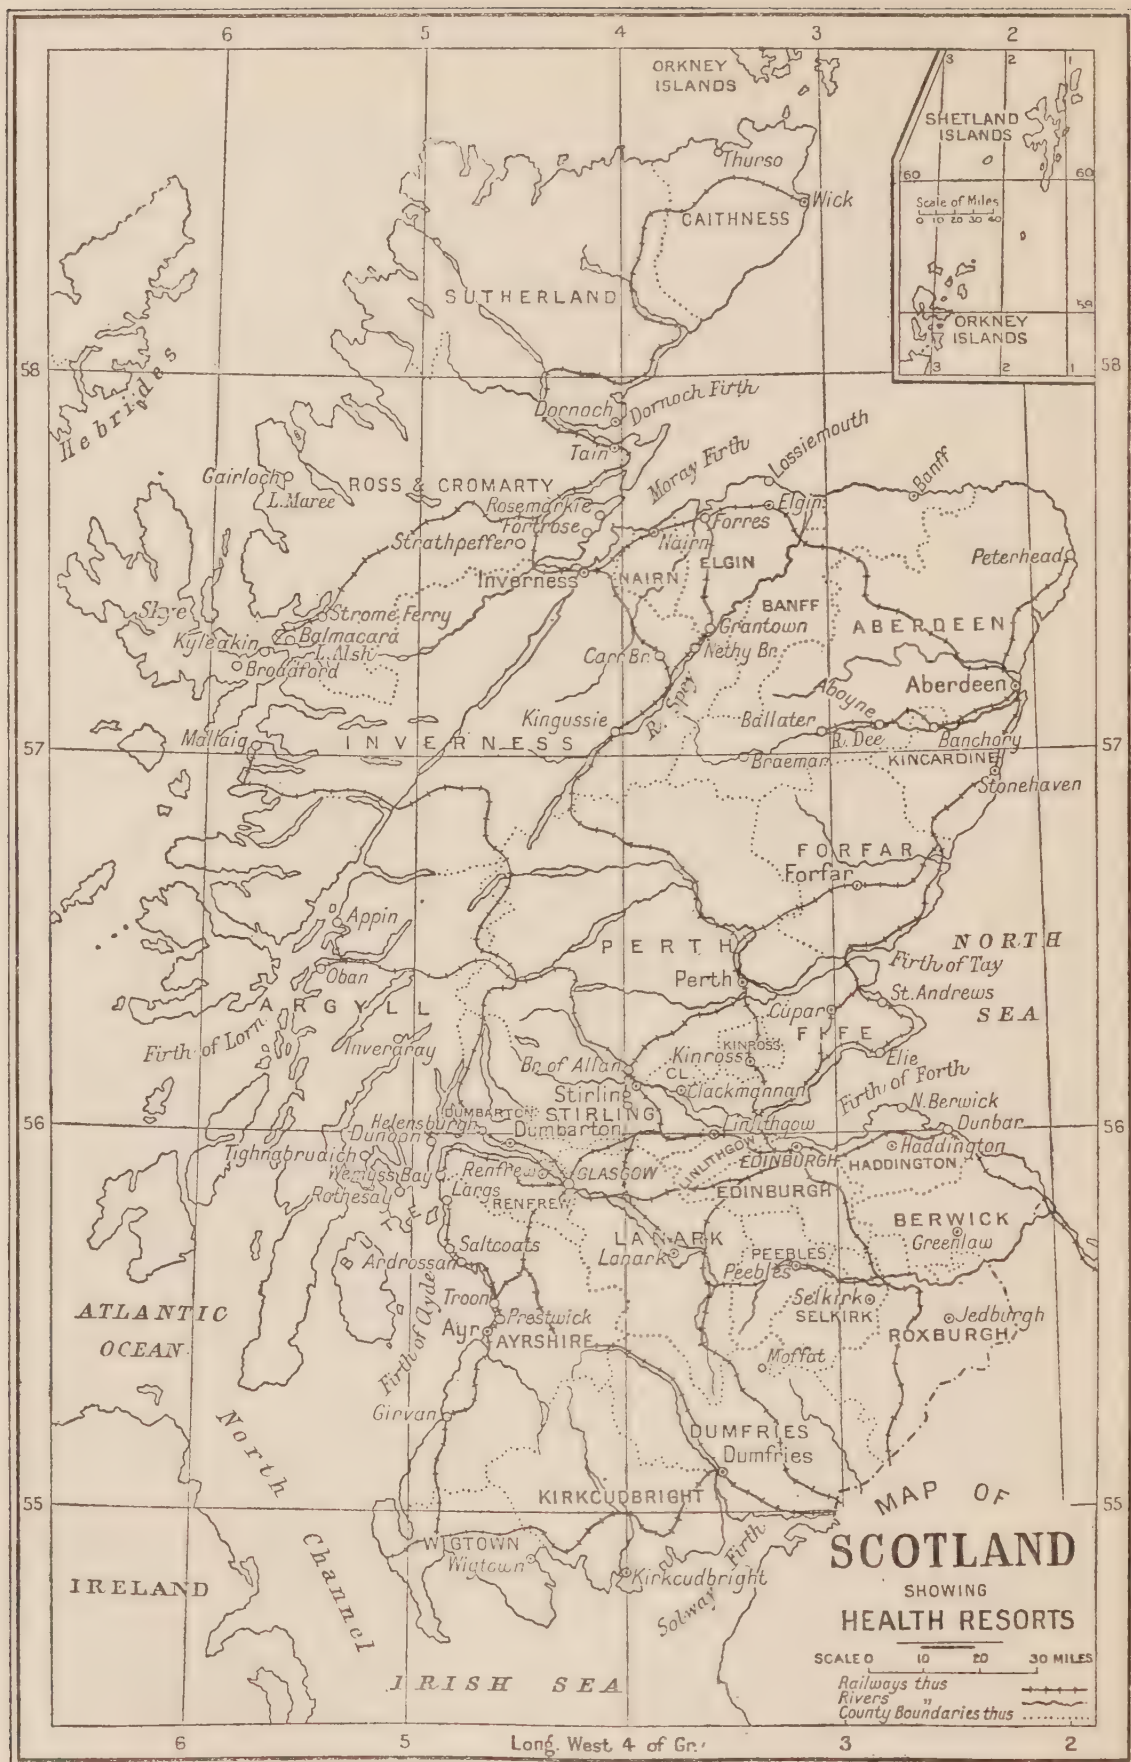 6 5 4 3 2
ORKNEY
ISLANDS
3 2 1
SHETLAND
ISLANDS
60 60
Scale of Miles
0 10 20 30 40
59
ORKNEY
ISLANDS
3 2 1
Thurso
Wick
CAITHNESS
SUTHERLAND
58 58
Hebrides
Dornoch
Dornoch Firth
Tain
Moray Firth
Lossiemouth
Banff
Gairloch
L. Maree
ROSS & CROMARTY
Rosemarkie
Fortrose
Strathpeffer
Elgin
Forres
Nairn
Inverness
NAIRN
ELGIN
Peterhead
BANFF
Skye
Strome Ferry
Kyleakin
Balmacara
L. Alsh
Broadford
Grantown
ABERDEEN
Carr Br.
Nethy Br.
R. Spey
Aboyne
Aberdeen
Kingussie
Ballater
R. Dee
Banchory
Mallaig
INVERNESS
57 57
Braemar
KINCARDINE
Stonehaven
FORFAR
Forfar
Appin
Oban
PERTH
NORTH
SEA
Firth of Tay
Perth
St. Andrews
ARGYLL
Cupar
FIFE
Firth of Lorn
Inveraray
Br. of Allan
Kinross
KINROSS
Elie
CL.
Clackmannan
Stirling
Firth of Forth
N. Berwick
Helensburgh
DUMBARTON
STIRLING
Dunoon
Dumbarton
Linlithgow
Dunbar
56 56
Tighnabruaich
LINLITHGOW
EDINBURGH
Haddington
HADDINGTON
Wemyss Bay
Renfrew
GLASGOW
Rothesay
Largs
RENFREW
EDINBURGH
BUTE
BERWICK
Greenlaw
Saltcoats
LANARK
Lanark
PEEBLES
Peebles
Ardrossan
Firth of Clyde
Troon
Prestwick
Selkirk
SELKIRK
Jedburgh
ROXBURGH
ATLANTIC
OCEAN
Ayr
AYRSHIRE
Moffat
Girvan
North Channel
DUMFRIES
Dumfries
KIRKCUDBRIGHT
55 55
WIGTOWN
Wigtown
Kirkcudbright
Solway Firth
IRELAND
IRISH SEA
MAP OF
SCOTLAND
SHOWING
HEALTH RESORTS
SCALE 0 10 20 30 MILES
Railways thus
Rivers "
County Boundaries thus
6 5 Long. West 4 of Gr. 3 2